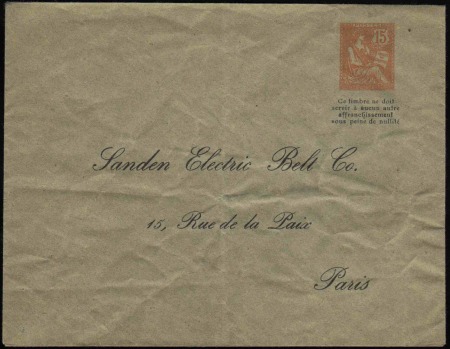 15
Ce timbre ne doit
servir à aucun autre
affranchissement
sous peine de nullité
Sanden Electric Belt Co.
15, Rue de la Paix
Paris